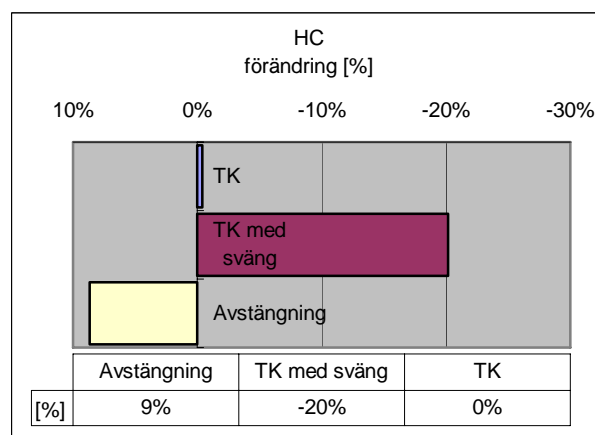 HC
förändring [%]
10% 0% -10% -20% -30%
TK
TK med
sväng
Avstängning
Avstängning TK med sväng TK
[%] 9% -20% 0%